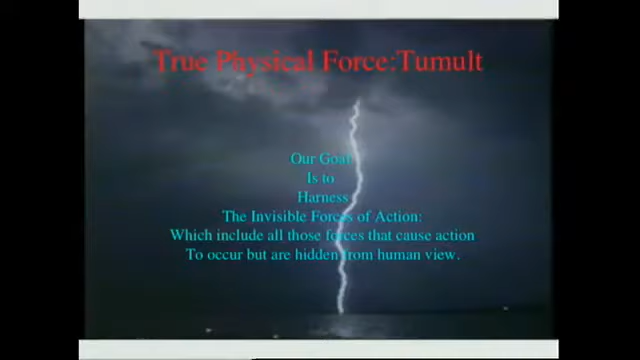 True Physical Force:Tumult
Our Goal
Is to
Harness
The Invisible Forces of Action:
Which include all those forces that cause action
To occur but are hidden from human view.